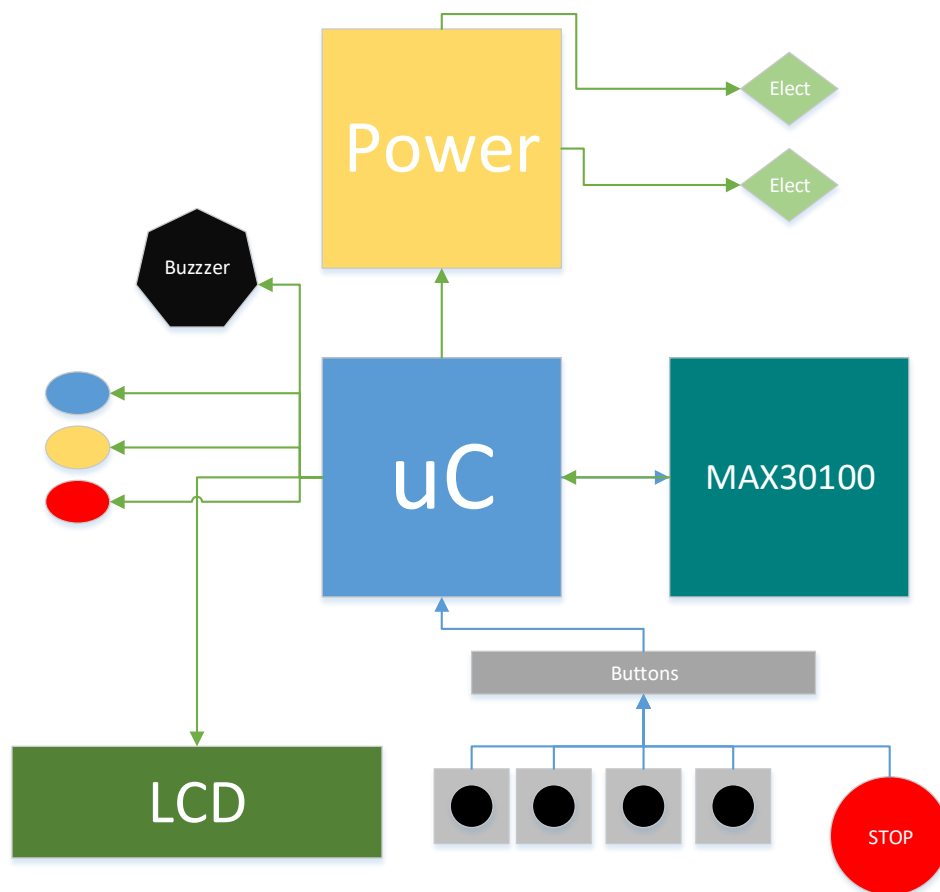 Elect
Power
Elect
Buzzzer
uC
MAX30100
Buttons
LCD
STOP